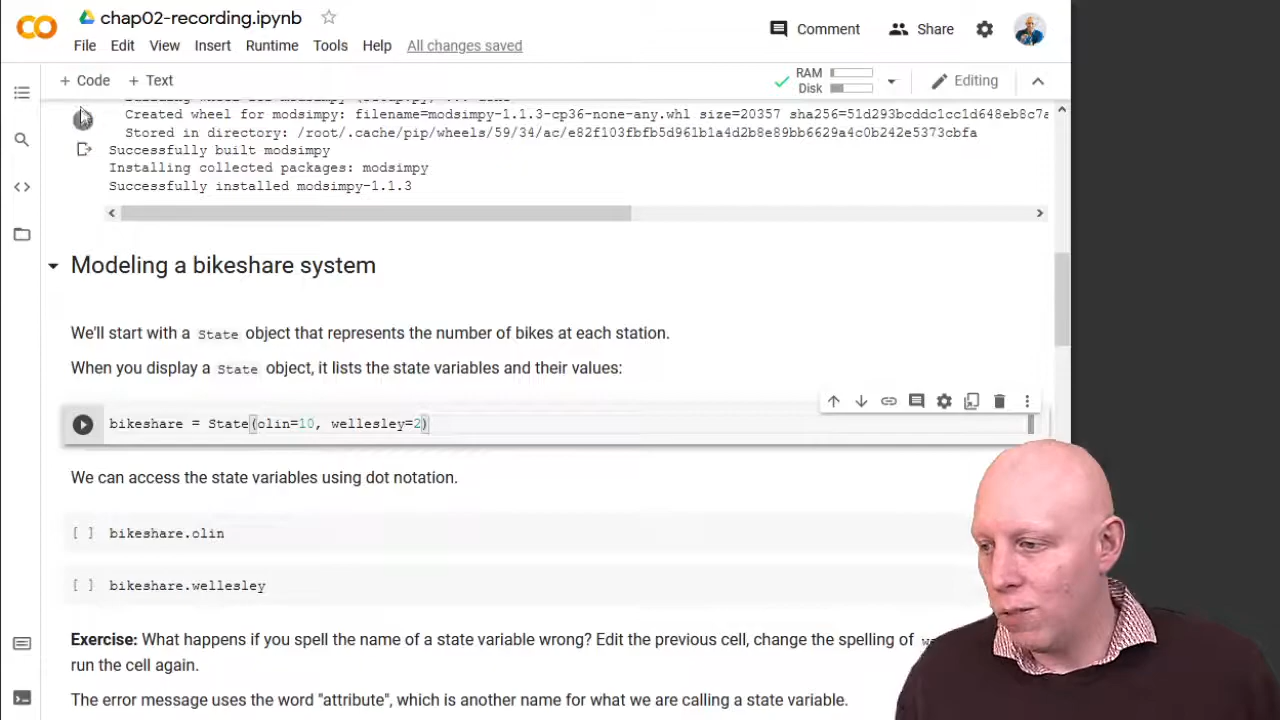 chap02-recording.ipynb
File Edit View Insert Runtime Tools Help All changes saved
Comment Share
+ Code + Text
RAM
Disk
Editing
Created wheel for modsimpy: filename=modsimpy-1.1.3-cp36-none-any.whl size=20357 sha256=51d293bcddc1cc1d648eb8c7a
Stored in directory: /root/.cache/pip/wheels/59/34/ac/e82f103fbfb5d961b1a4d2b8e89bb6629a4c0b242e5373cbfa
Successfully built modsimpy
Installing collected packages: modsimpy
Successfully installed modsimpy-1.1.3
Modeling a bikeshare system
We'll start with a State object that represents the number of bikes at each station.
When you display a State object, it lists the state variables and their values:
bikeshare = State(olin=10, wellesley=2)
We can access the state variables using dot notation.
[ ] bikeshare.olin
[ ] bikeshare.wellesley
Exercise: What happens if you spell the name of a state variable wrong? Edit the previous cell, change the spelling of
run the cell again.
The error message uses the word "attribute", which is another name for what we are calling a state variable.